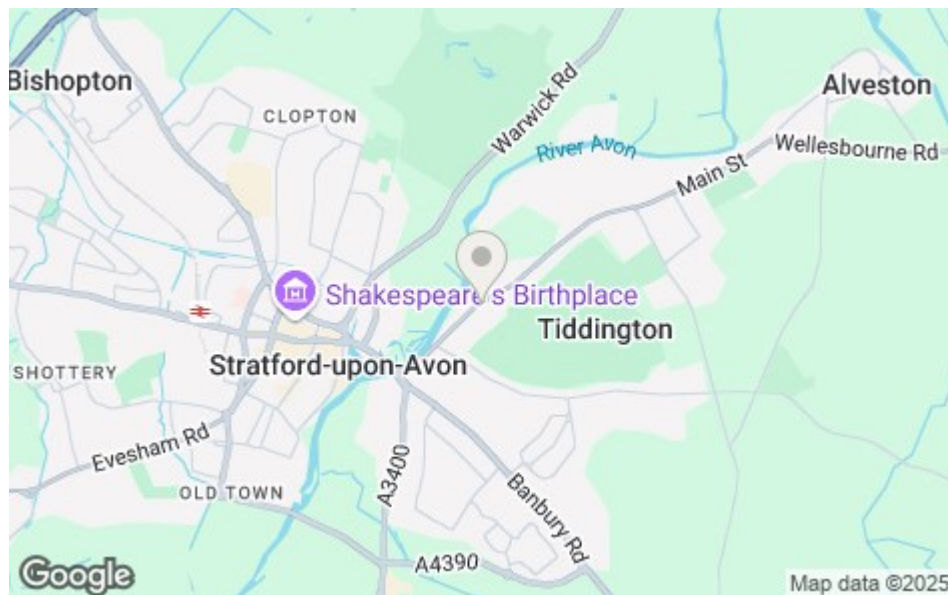 Bishopton
CLOPTON
Warwick Rd
Alveston
River Avon
Wellesbourne Rd
Main St
Shakespeare's Birthplace
Tiddington
Stratford-upon-Avon
SHOTTERY
Evesham Rd
A3400
OLD TOWN
Banbury Rd
A4390
Google
Map data ©2025